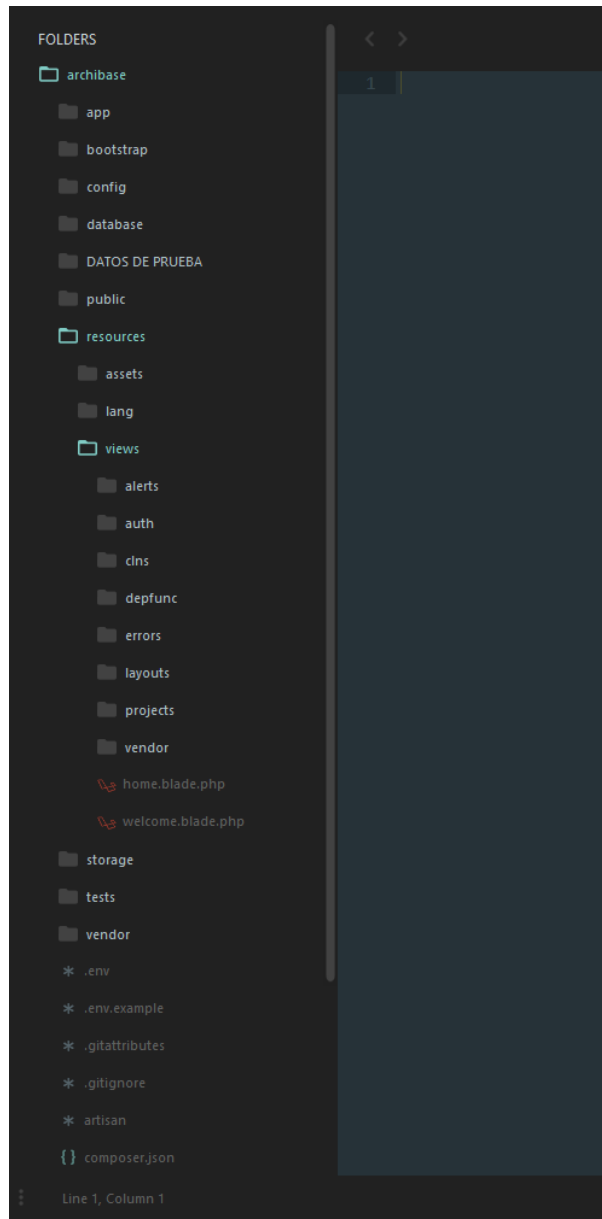 FOLDERS
archibase
app
bootstrap
config
database
DATOS DE PRUEBA
public
resources
assets
lang
views
alerts
auth
clns
depfunc
errors
layouts
projects
vendor
home.blade.php
welcome.blade.php
storage
tests
vendor
.env
.env.example
.gitattributes
.gitignore
artisan
composer.json
1
Line 1, Column 1